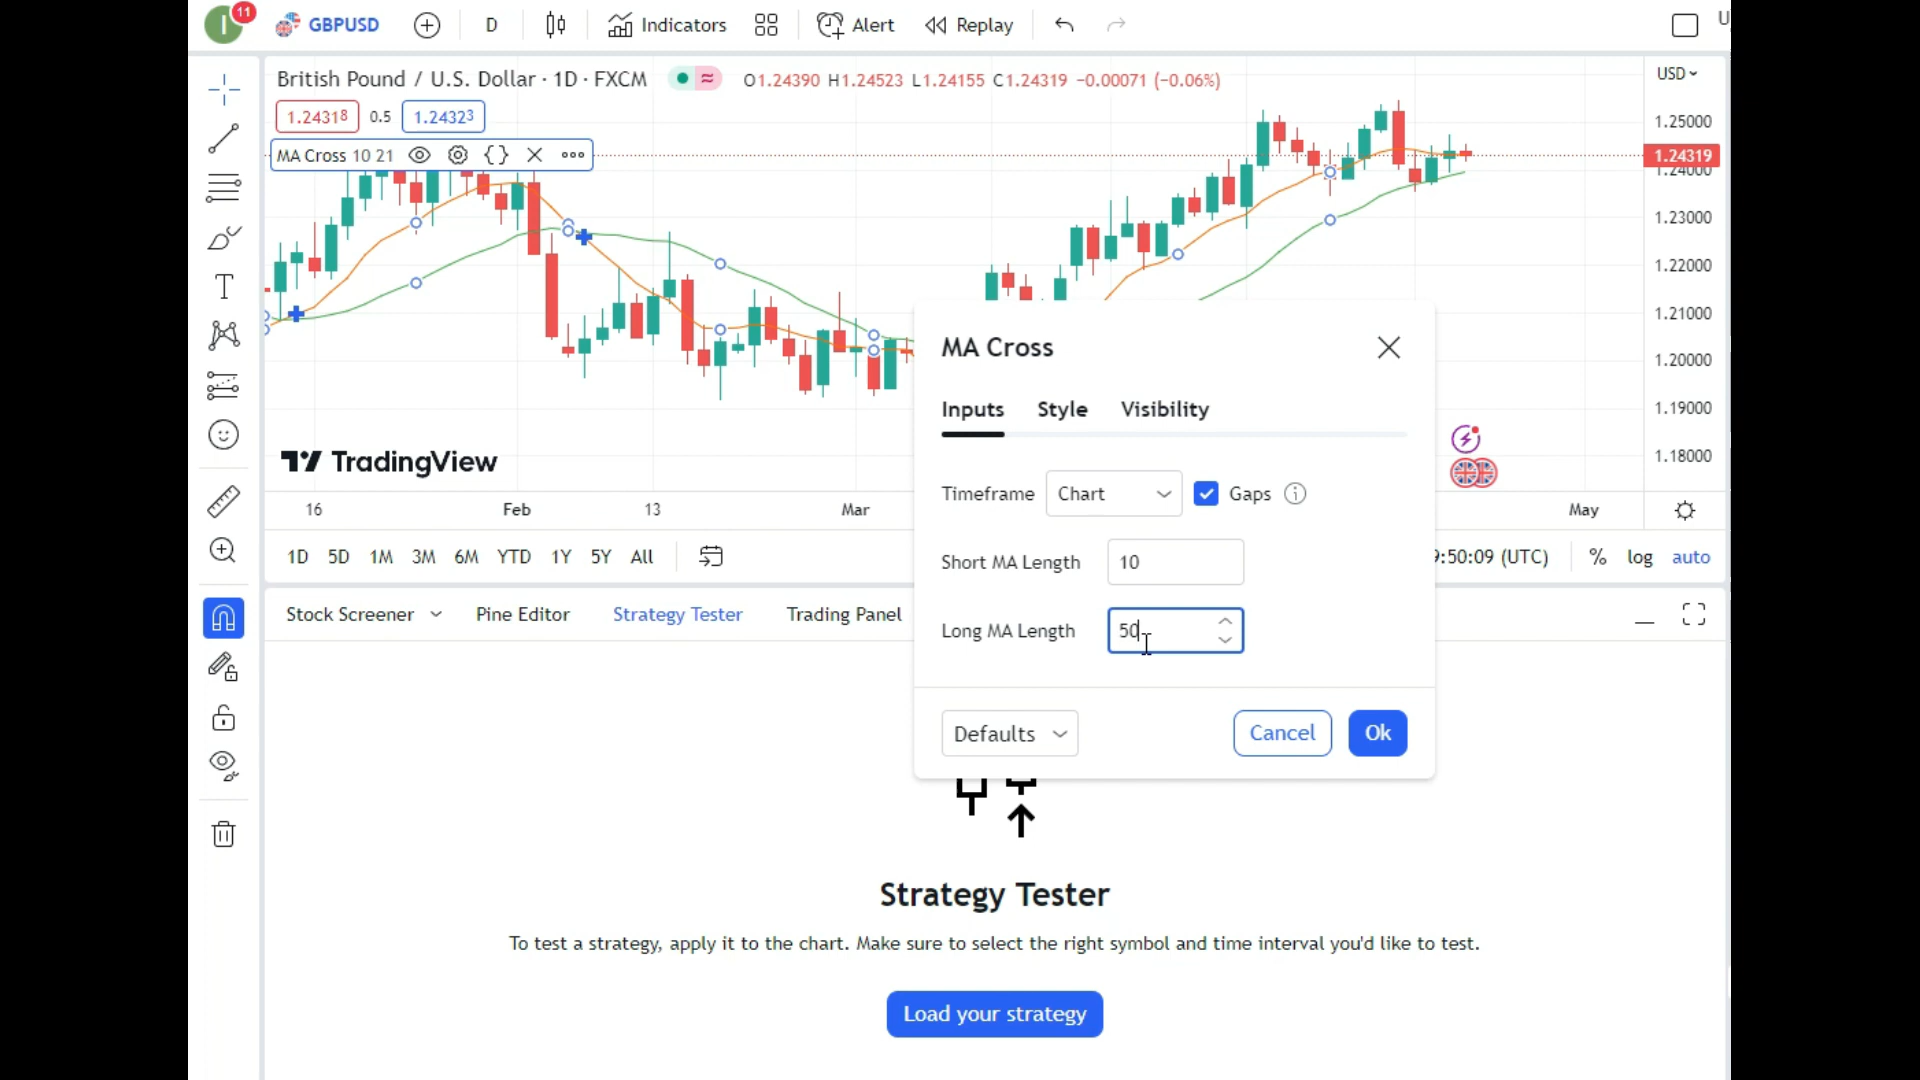 I 11 GBPUSD D Indicators Alert Replay U
British Pound / U.S. Dollar · 1D · FXCM O1.24390 H1.24523 L1.24155 C1.24319 −0.00071 (−0.06%) USD
1.24318 0.5 1.24323
1.25000
MA Cross 10 21
1.24319
1.24000
1.23000
1.22000
1.21000
1.20000
1.19000
1.18000
TradingView
16 Feb 13 Mar May
1D 5D 1M 3M 6M YTD 1Y 5Y All 9:50:09 (UTC) % log auto
MA Cross
Inputs Style Visibility
Timeframe Chart Gaps
Short MA Length 10
Long MA Length 50
Defaults Cancel Ok
Stock Screener Pine Editor Strategy Tester Trading Panel
Strategy Tester
To test a strategy, apply it to the chart. Make sure to select the right symbol and time interval you'd like to test.
Load your strategy